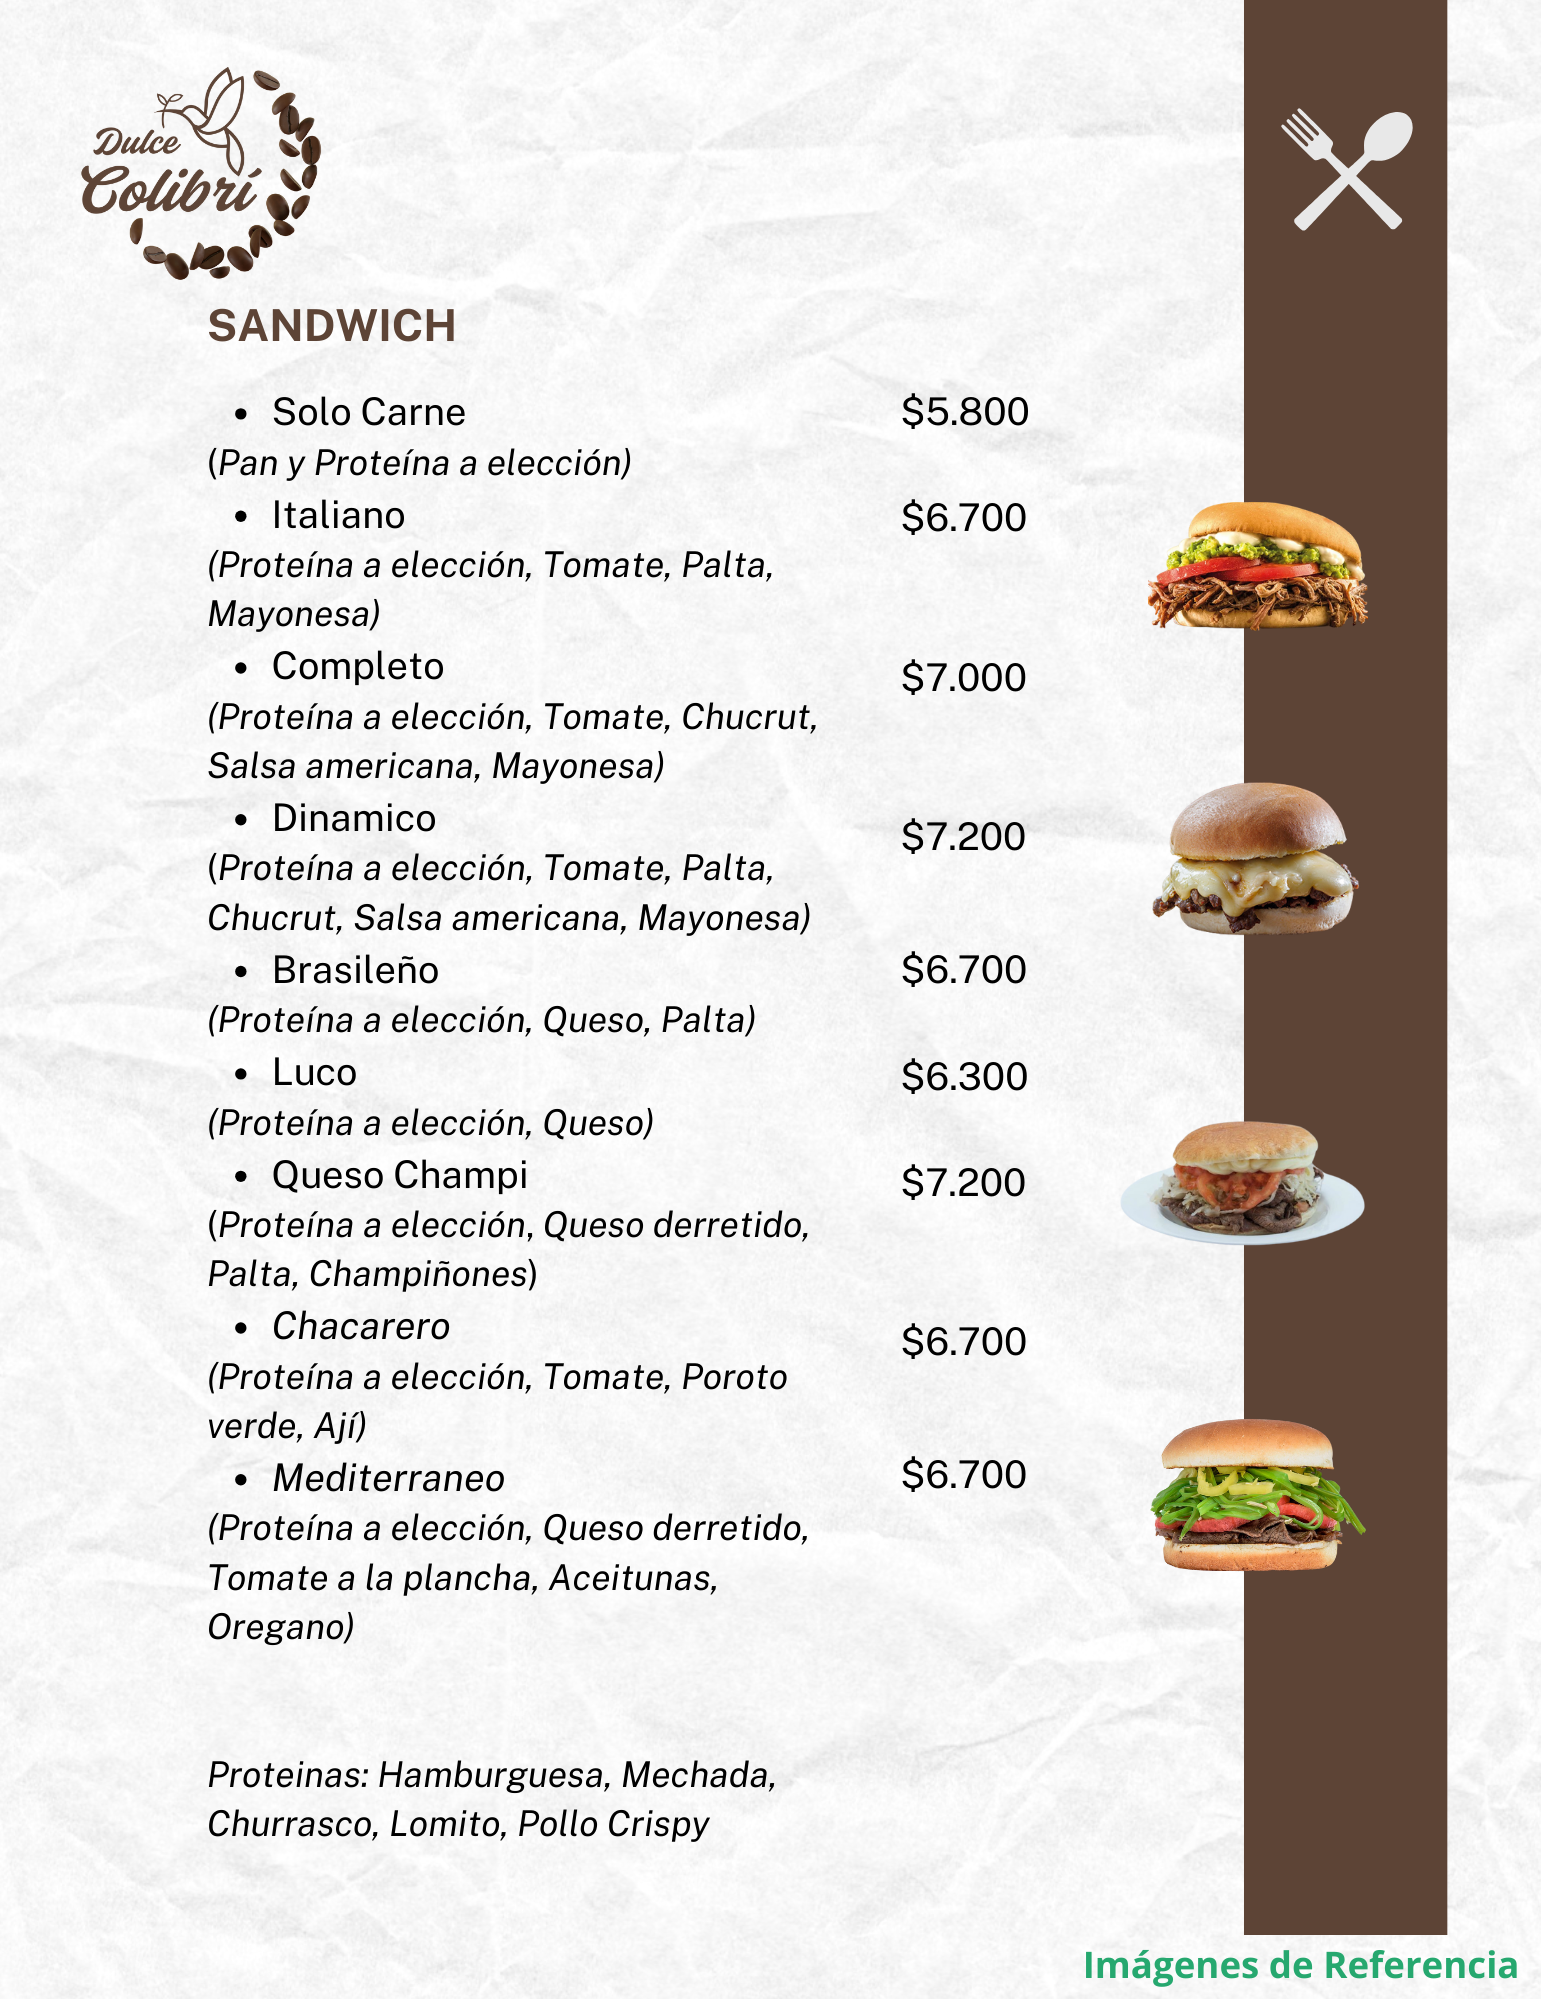 Dulce
Colibrí
SANDWICH
• Solo Carne $5.800
(Pan y Proteína a elección)
• Italiano $6.700
(Proteína a elección, Tomate, Palta,
Mayonesa)
• Completo $7.000
(Proteína a elección, Tomate, Chucrut,
Salsa americana, Mayonesa)
• Dinamico $7.200
(Proteína a elección, Tomate, Palta,
Chucrut, Salsa americana, Mayonesa)
• Brasileño $6.700
(Proteína a elección, Queso, Palta)
• Luco $6.300
(Proteína a elección, Queso)
• Queso Champi $7.200
(Proteína a elección, Queso derretido,
Palta, Champiñones)
• Chacarero $6.700
(Proteína a elección, Tomate, Poroto
verde, Ají)
• Mediterraneo $6.700
(Proteína a elección, Queso derretido,
Tomate a la plancha, Aceitunas,
Oregano)
Proteinas: Hamburguesa, Mechada,
Churrasco, Lomito, Pollo Crispy
Imágenes de Referencia